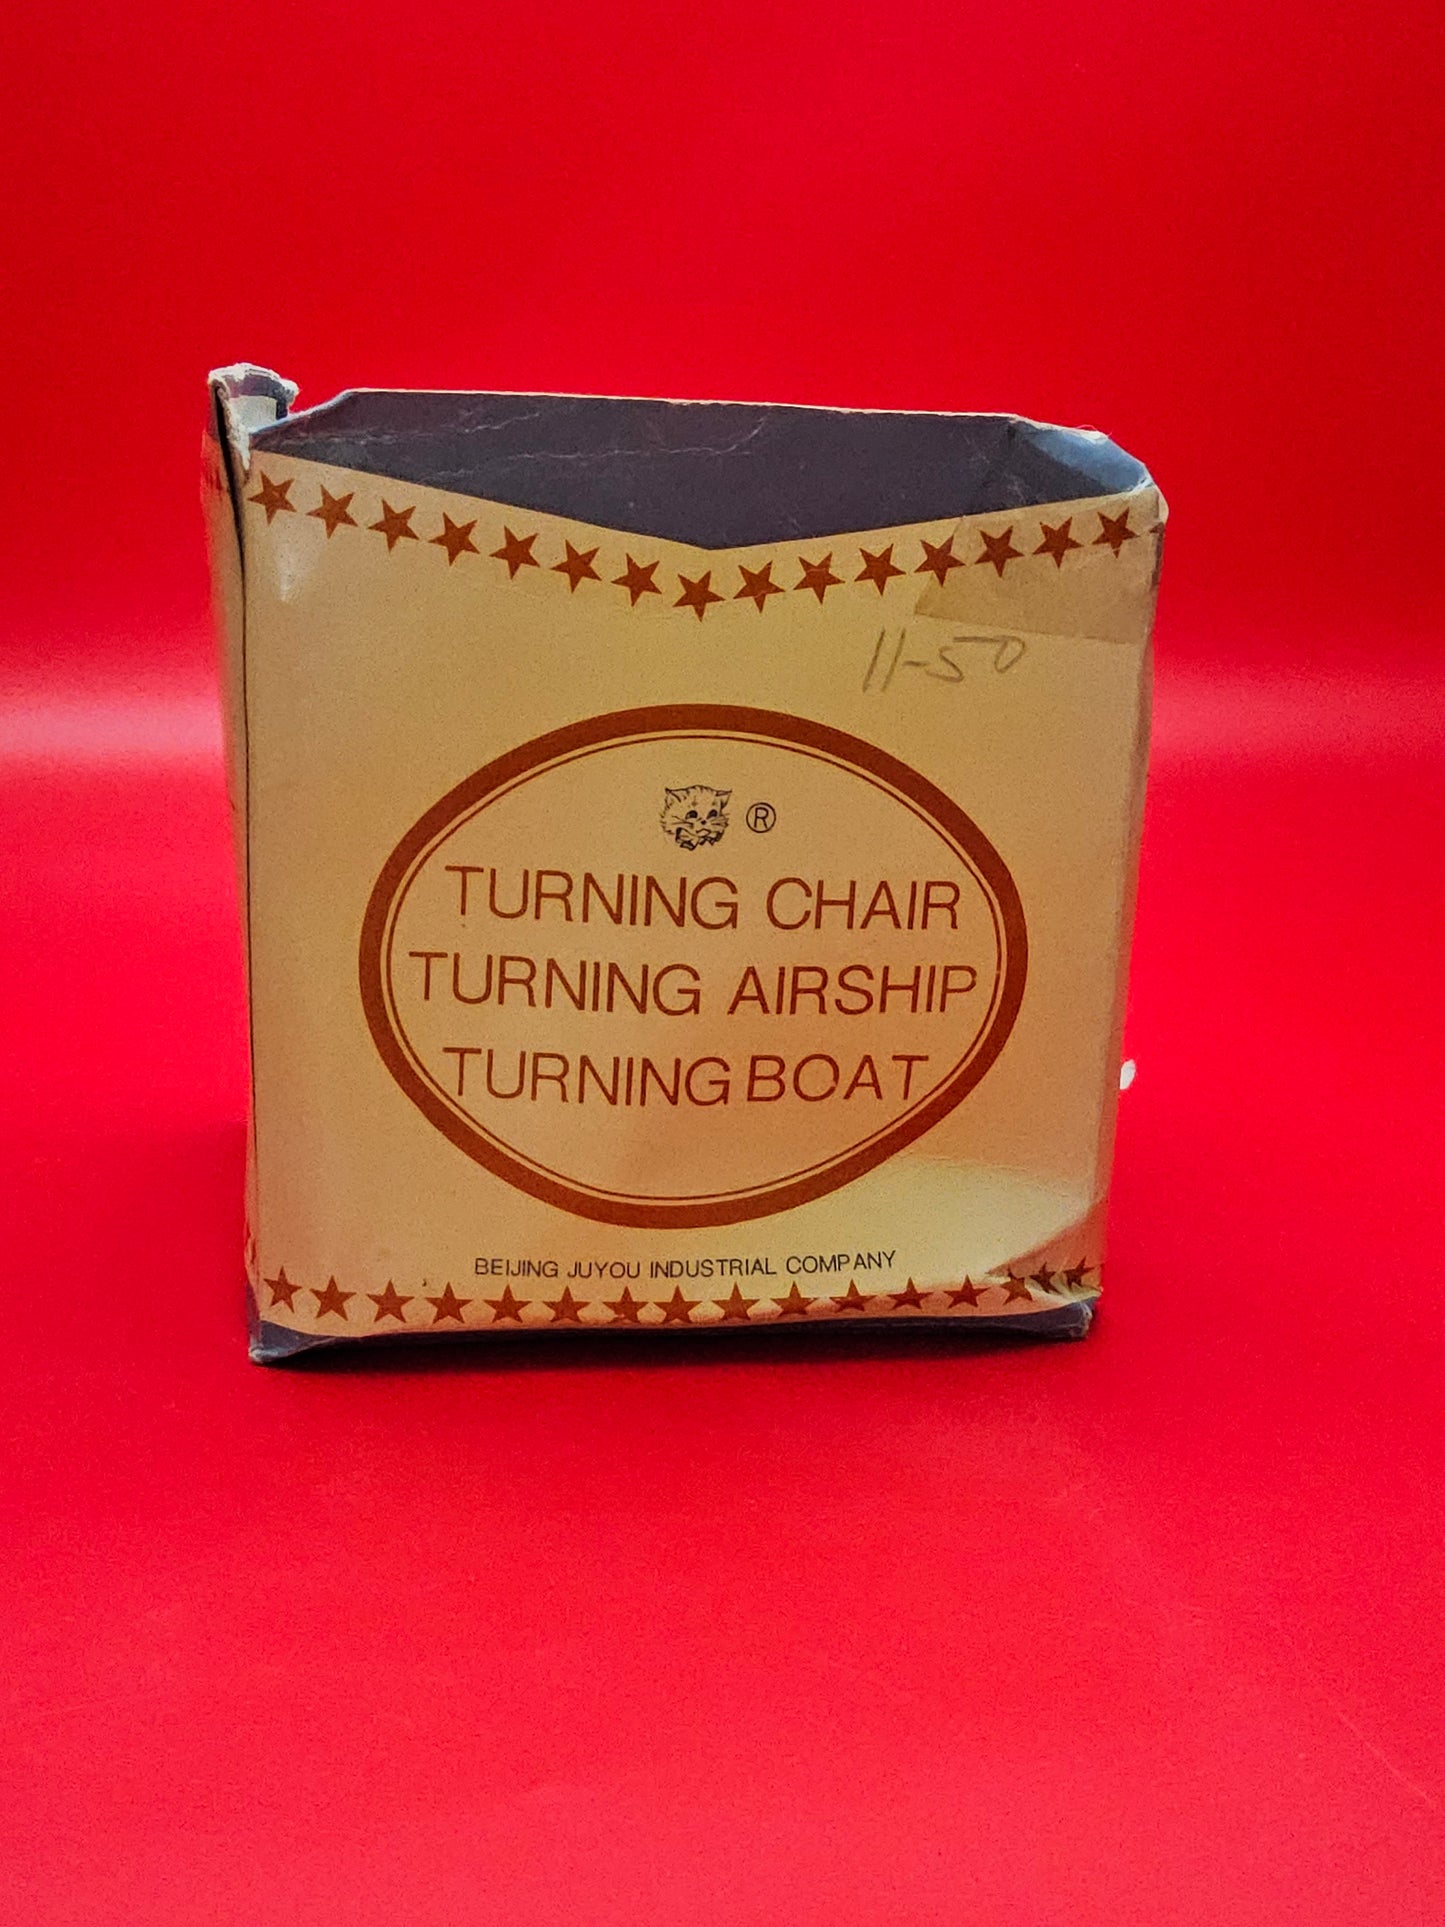 11-50
®
TURNING CHAIR
TURNING AIRSHIP
TURNING BOAT
BEIJING JUYOU INDUSTRIAL COMPANY